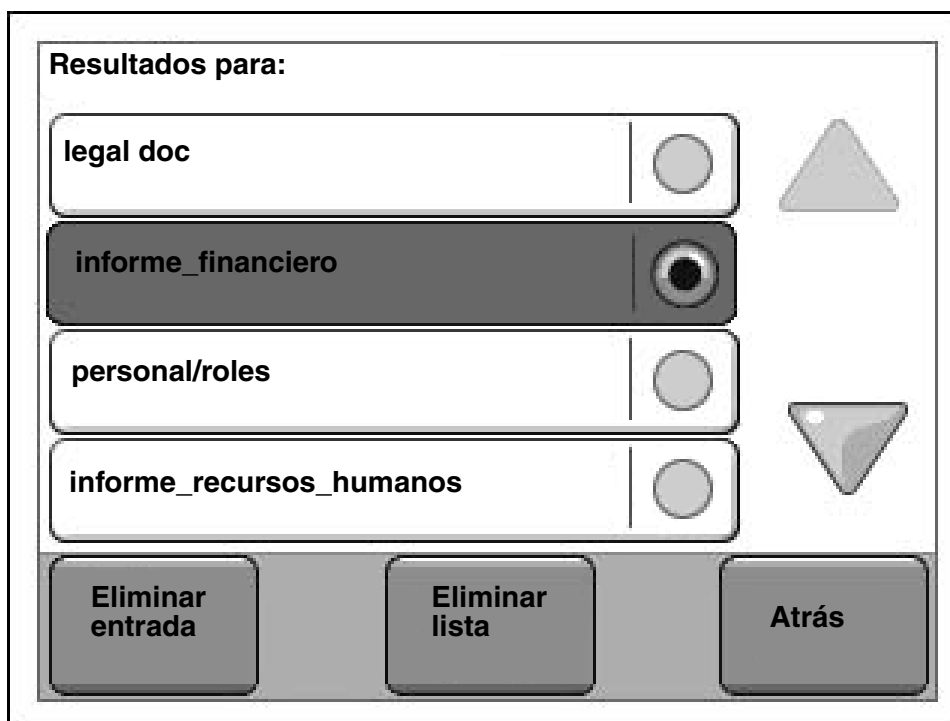 Resultados para:
legal doc
informe_financiero
personal/roles
informe_recursos_humanos
Eliminar
entrada
Eliminar
lista
Atrás